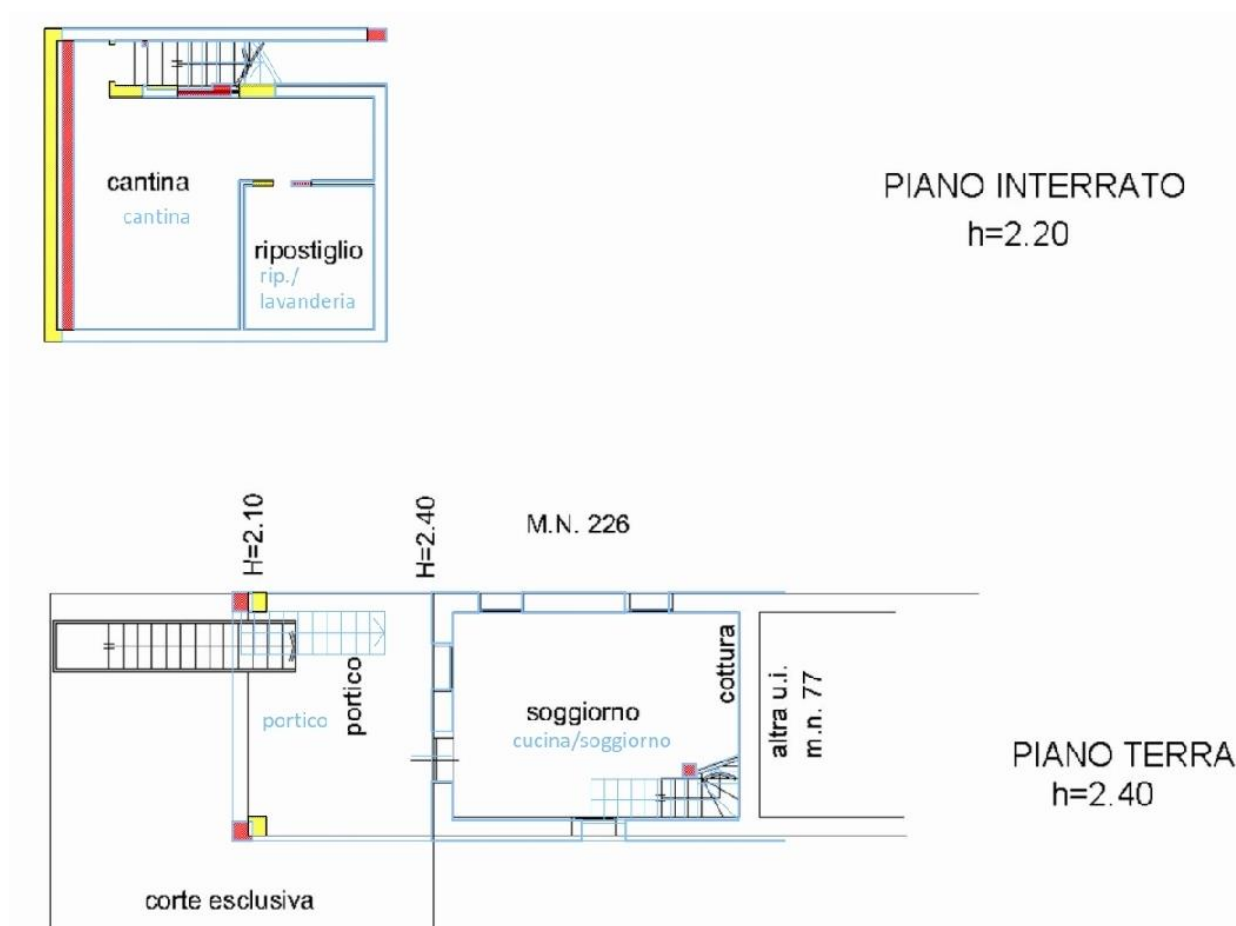 cantina
cantina
ripostiglio
rip./
lavanderia
PIANO INTERRATO
h=2.20
H=2.10
H=2.40
M.N. 226
portico
portico
soggiorno
cucina/soggiorno
cottura
altra u.i.
m.n. 77
PIANO TERRA
h=2.40
corte esclusiva